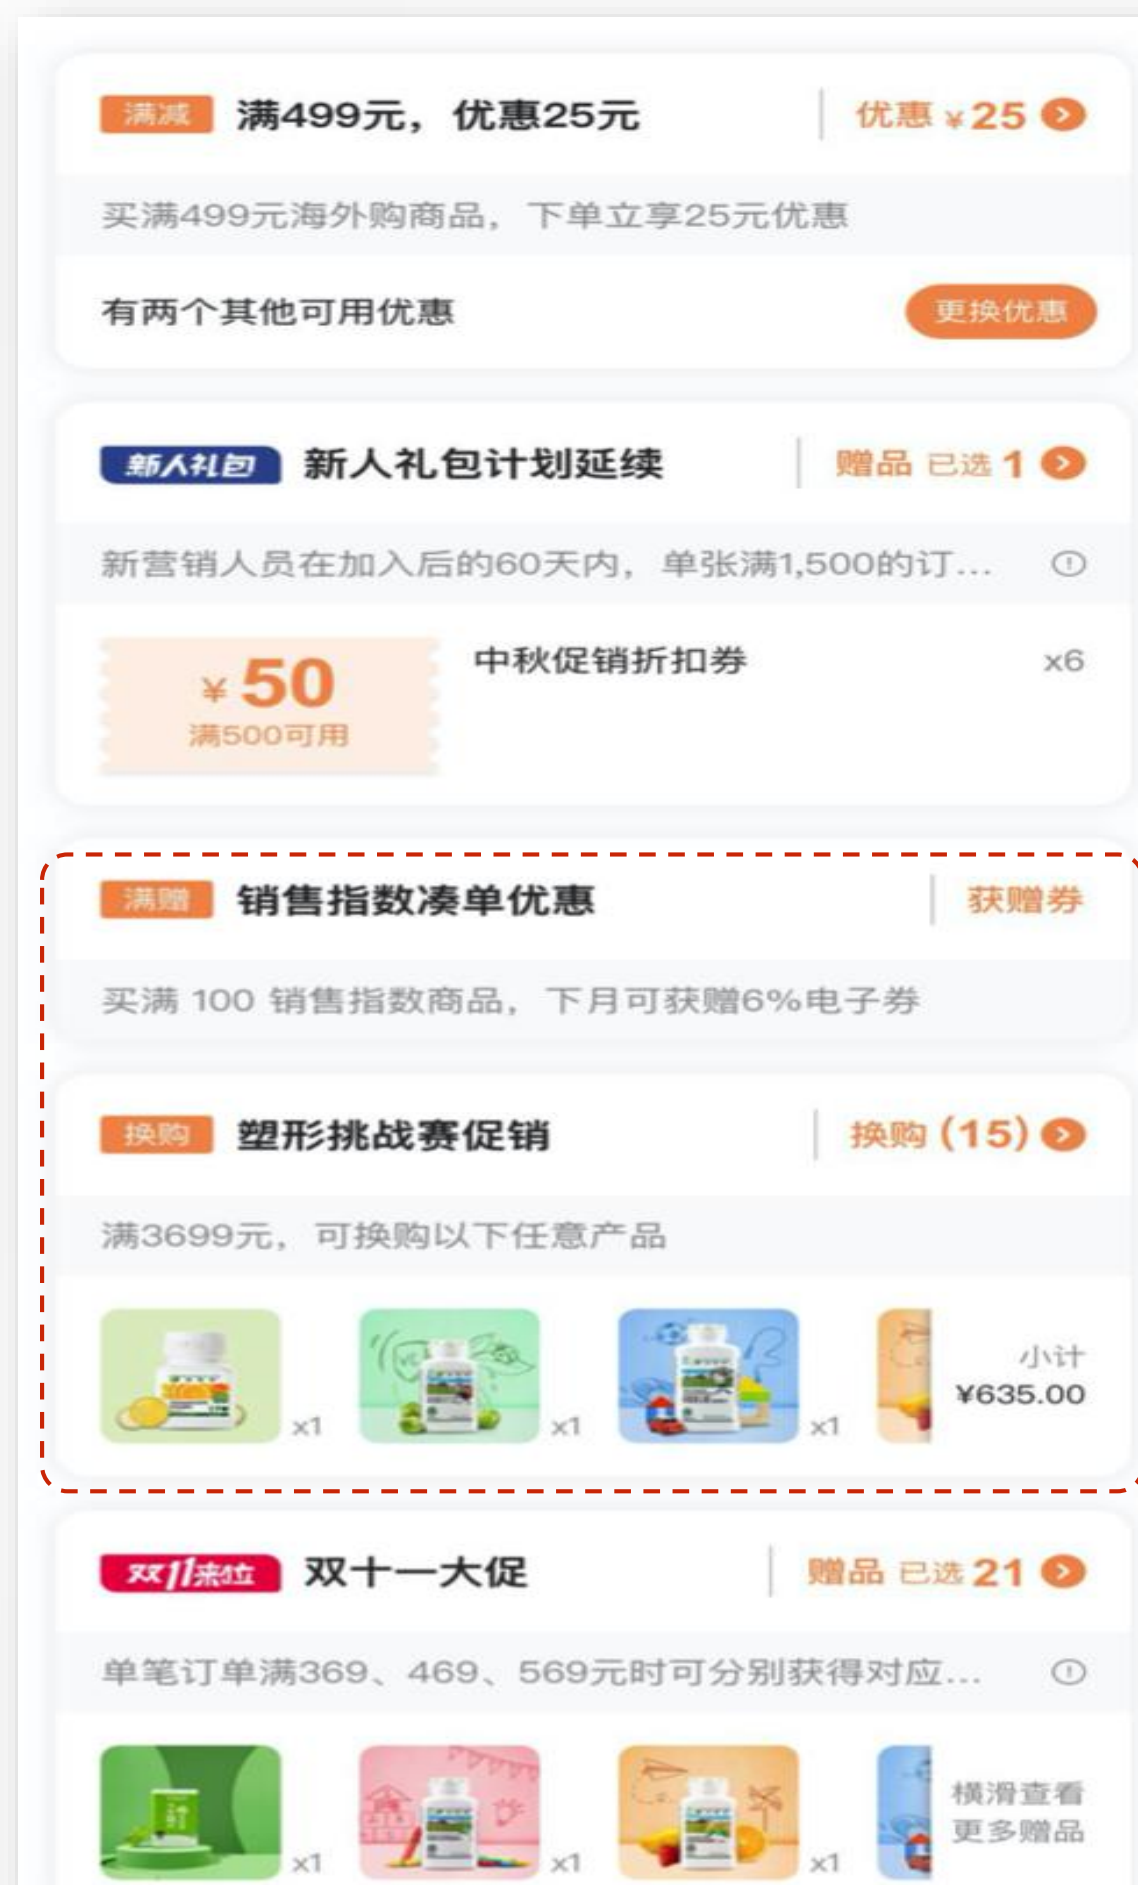 满减 满499元，优惠25元 优惠 ¥25
买满499元海外购商品，下单立享25元优惠
有两个其他可用优惠 更换优惠
新人礼包 新人礼包计划延续 赠品 已选 1
新营销人员在加入后的60天内，单张满1,500的订...
¥50 中秋促销折扣券 x6
满500可用
满赠 销售指数凑单优惠 获赠券
买满 100 销售指数商品，下月可获赠6%电子券
换购 塑形挑战赛促销 换购 (15)
满3699元，可换购以下任意产品
小计
¥635.00
x1 x1 x1
双11来位 双十一大促 赠品 已选 21
单笔订单满369、469、569元时可分别获得对应...
横滑查看
更多赠品
x1 x1 x1